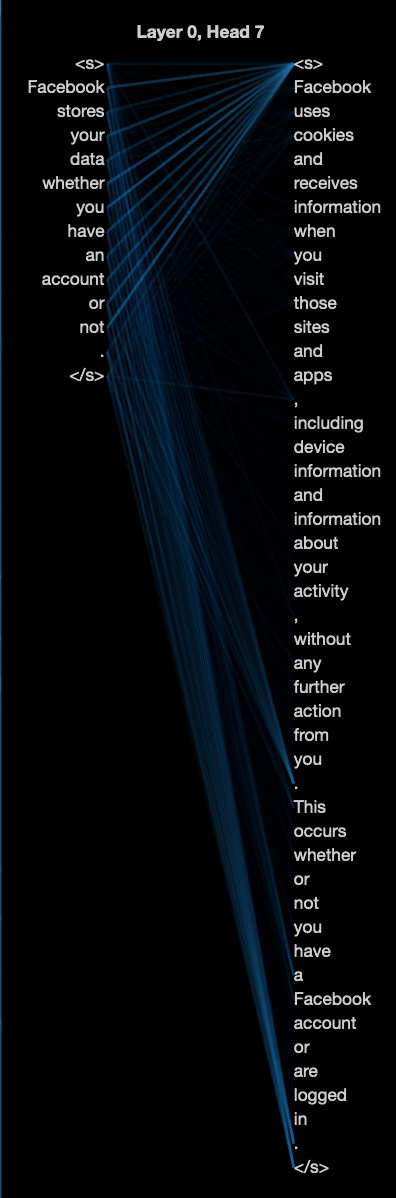 Layer 0, Head 7
<s>
Facebook
stores
your
data
whether
you
have
an
account
or
not
.
</s>
<s>
Facebook
uses
cookies
and
receives
information
when
you
visit
those
sites
and
apps
,
including
device
information
and
information
about
your
activity
,
without
any
further
action
from
you
.
This
occurs
whether
or
not
you
have
a
Facebook
account
or
are
logged
in
.
</s>